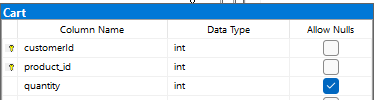 Cart
Column Name Data Type Allow Nulls
customerId int
product_id int
quantity int